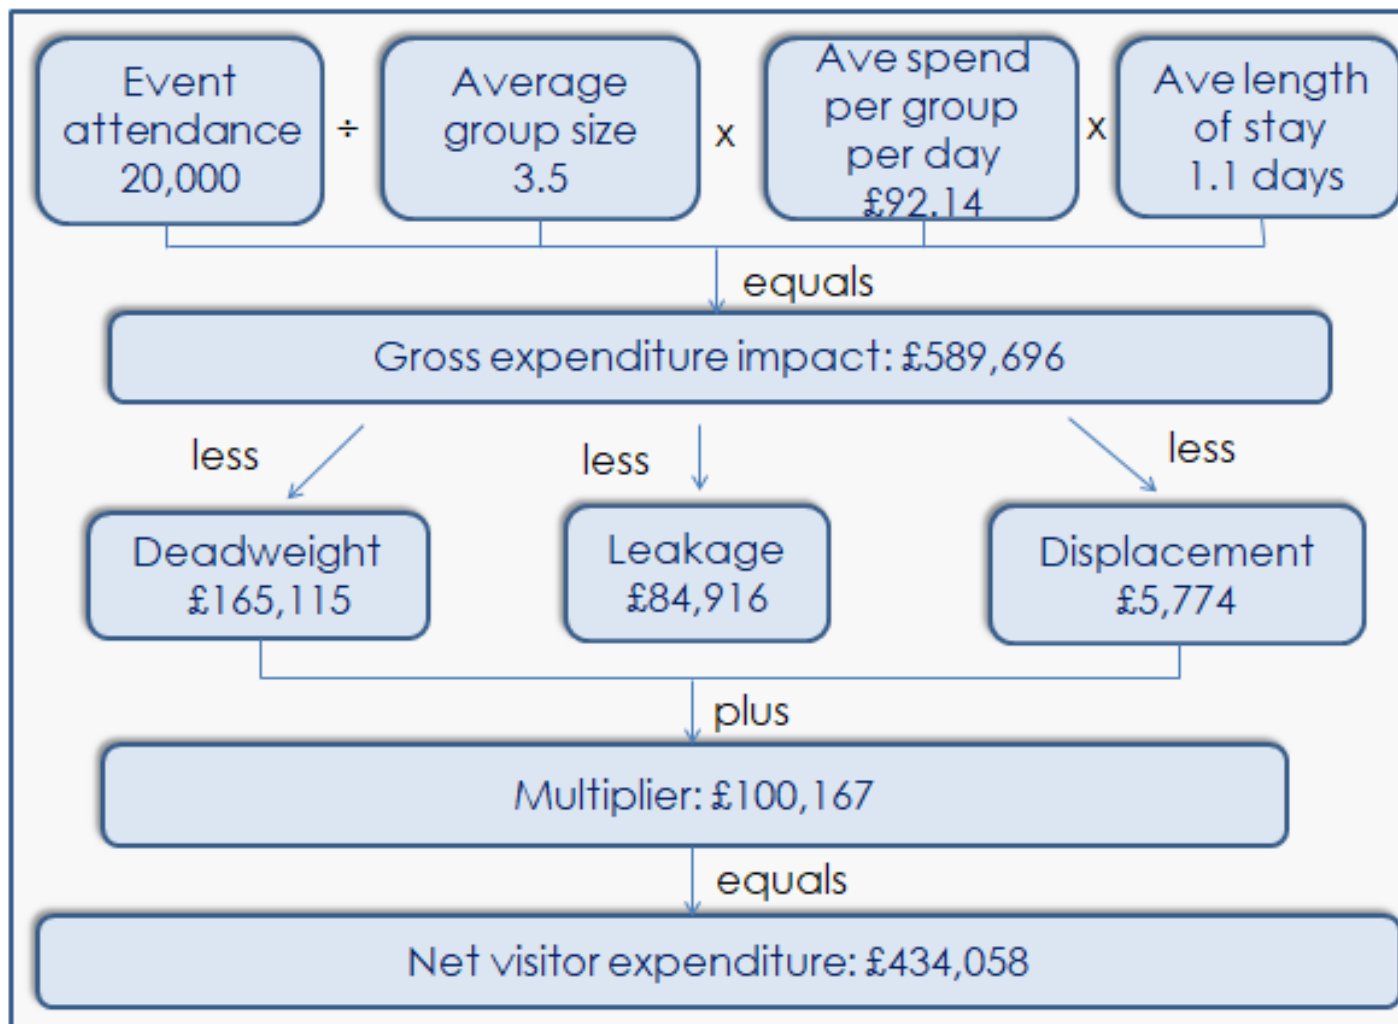 Event
attendance
20,000
÷
Average
group size
3.5
x
Ave spend
per group
per day
£92.14
x
Ave length
of stay
1.1 days
equals
Gross expenditure impact: £589,696
less
less
less
Deadweight
£165,115
Leakage
£84,916
Displacement
£5,774
plus
Multiplier: £100,167
equals
Net visitor expenditure: £434,058